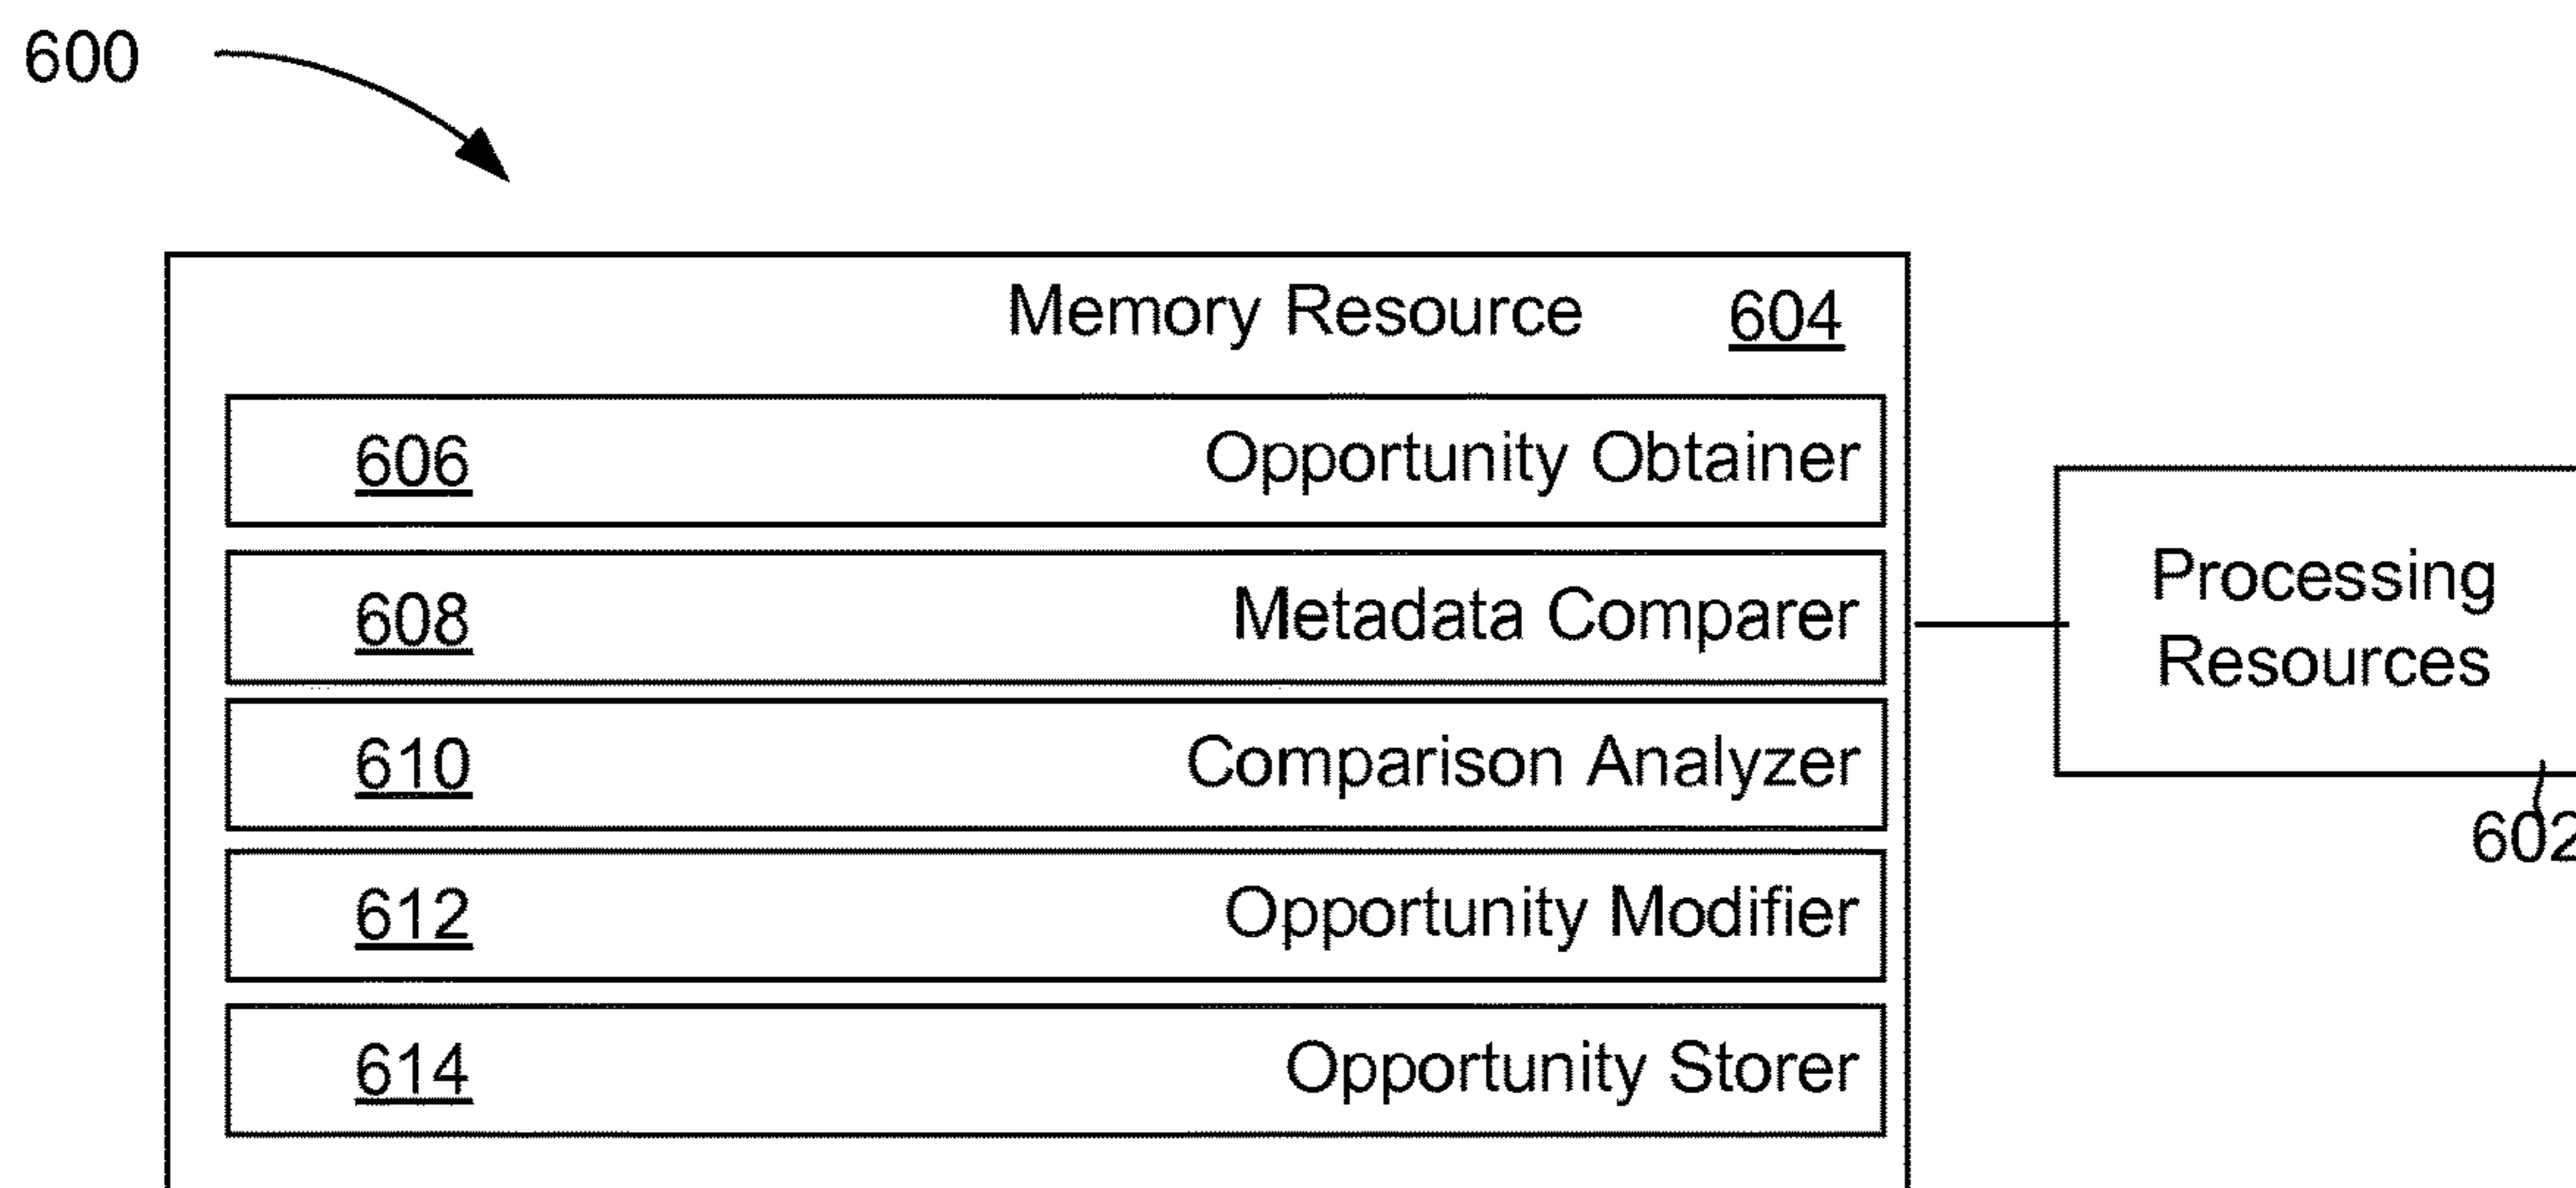 600
Memory Resource 604
606 Opportunity Obtainer
608 Metadata Comparer
610 Comparison Analyzer
612 Opportunity Modifier
614 Opportunity Storer
Processing
Resources
602